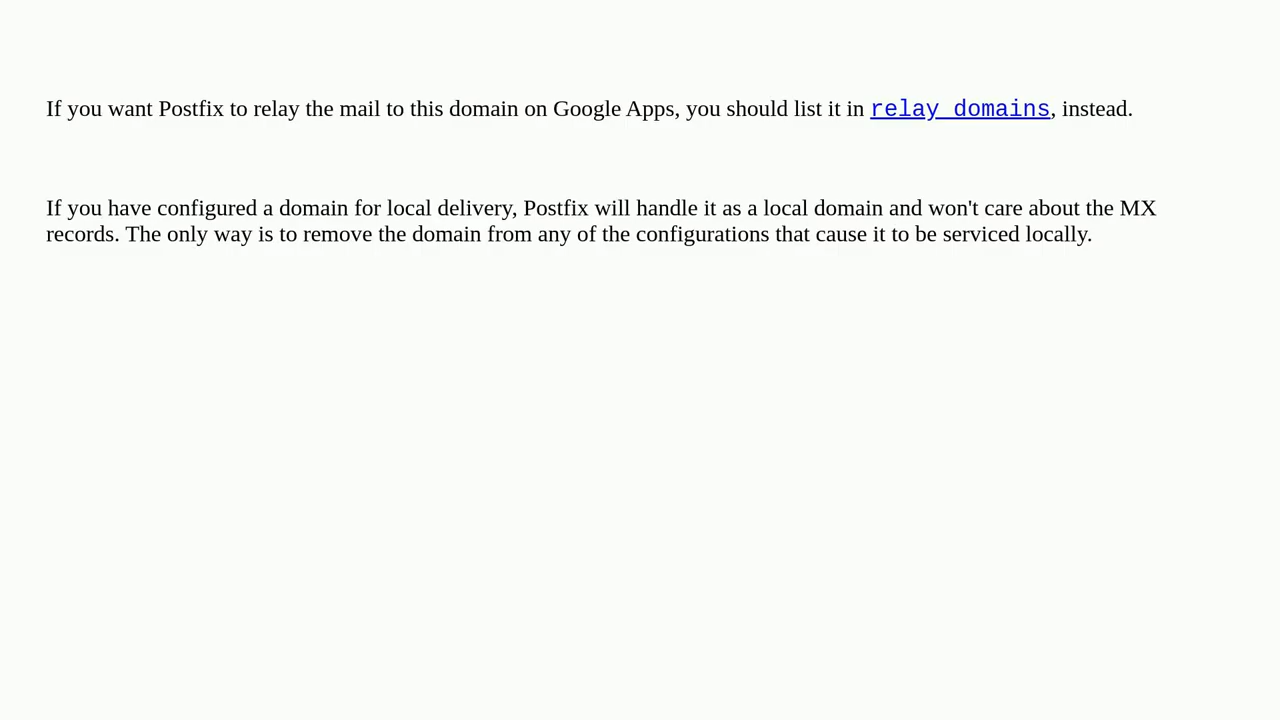 If you want Postfix to relay the mail to this domain on Google Apps, you should list it in relay_domains, instead.
If you have configured a domain for local delivery, Postfix will handle it as a local domain and won't care about the MX
records. The only way is to remove the domain from any of the configurations that cause it to be serviced locally.